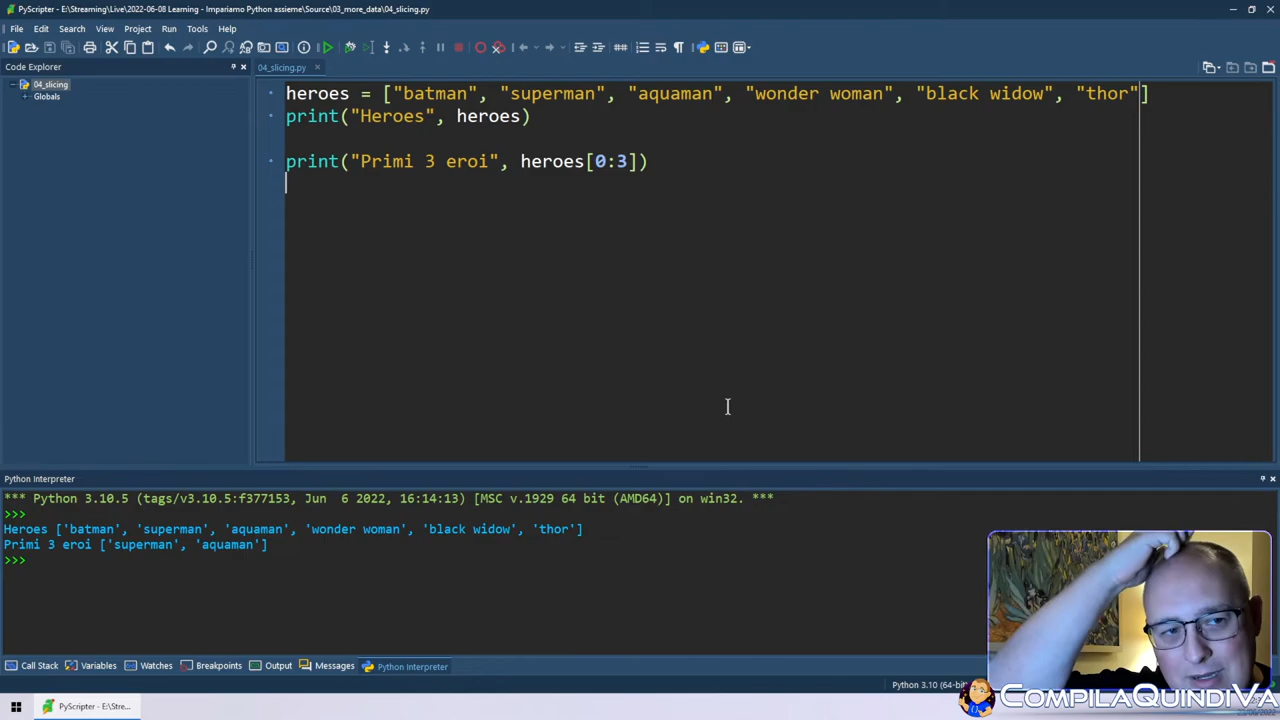 PyScripter - E:\Streaming\Live\2022-06-08 Learning - Impariamo Python assieme\Source\03_more_data\04_slicing.py
File Edit Search View Project Run Tools Help
Code Explorer
04_slicing.py
04_slicing
Globals
heroes = ["batman", "superman", "aquaman", "wonder woman", "black widow", "thor"]
print("Heroes", heroes)
print("Primi 3 eroi", heroes[0:3])
Python Interpreter
*** Python 3.10.5 (tags/v3.10.5:f377153, Jun 6 2022, 16:14:13) [MSC v.1929 64 bit (AMD64)] on win32. ***
>>>
Heroes ['batman', 'superman', 'aquaman', 'wonder woman', 'black widow', 'thor']
Primi 3 eroi ['superman', 'aquaman']
>>>
Call Stack Variables Watches Breakpoints Output Messages Python Interpreter
Python 3.10 (64-bit)
CompilaQuindiVa
PyScripter - E:\Stre...